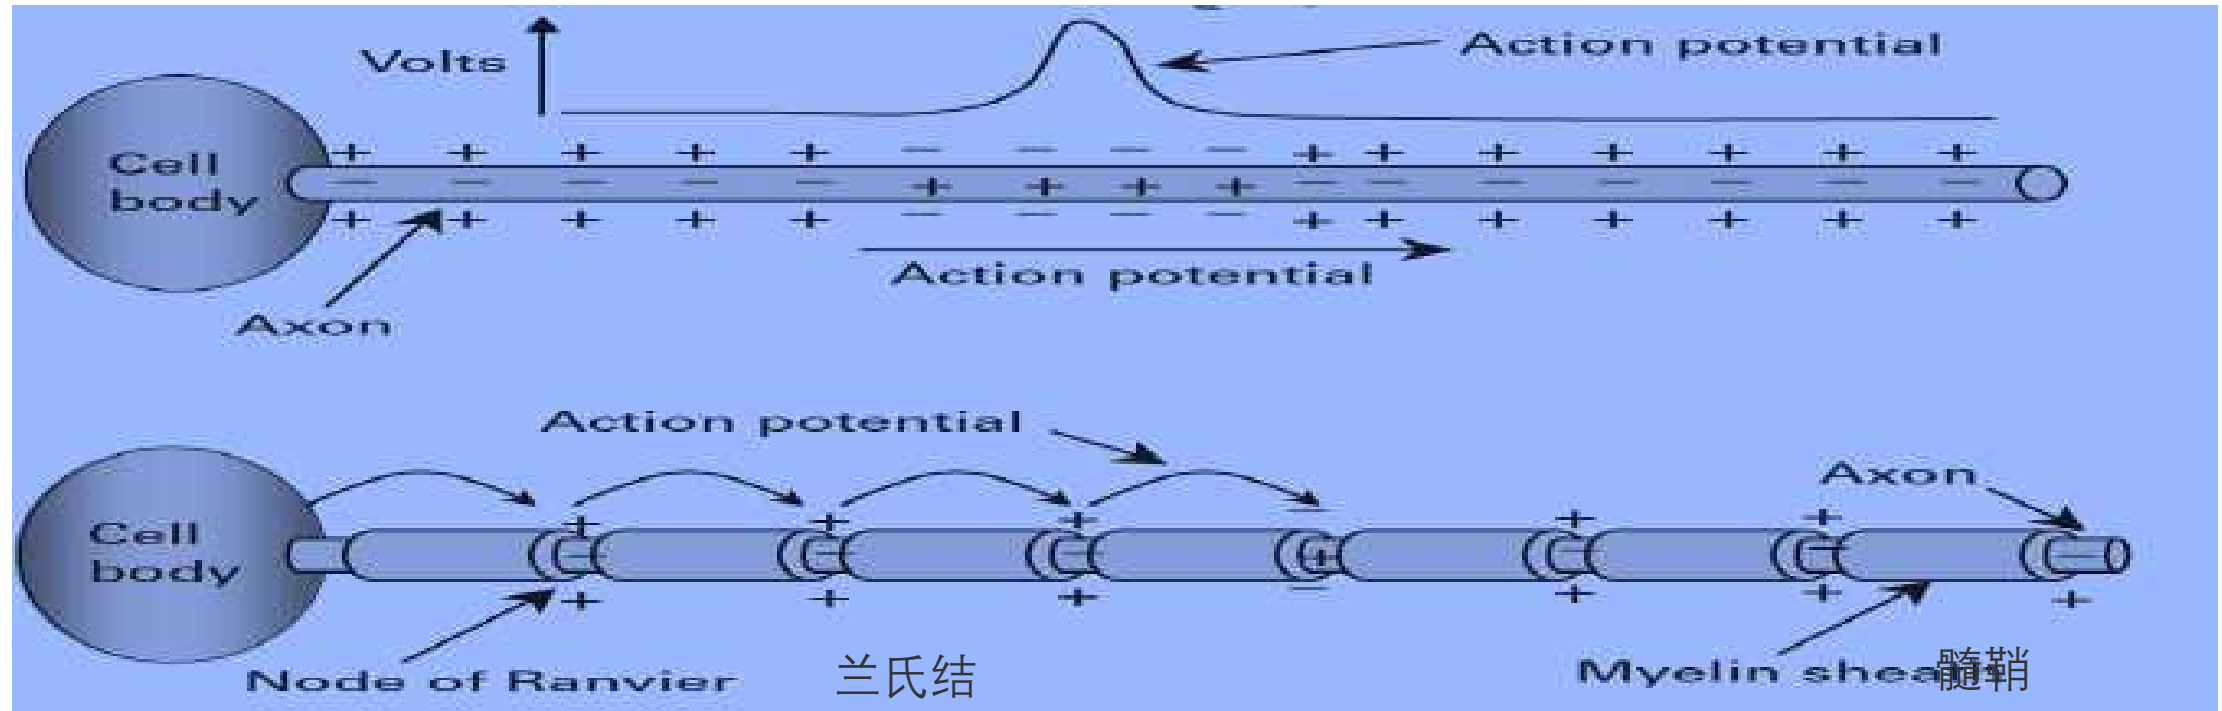 Volts
Action potential
Cell
body
Action potential
Axon
Action potential
Axon
Cell
body
Node of Ranvier
兰氏结
Myelin sheath
髓鞘